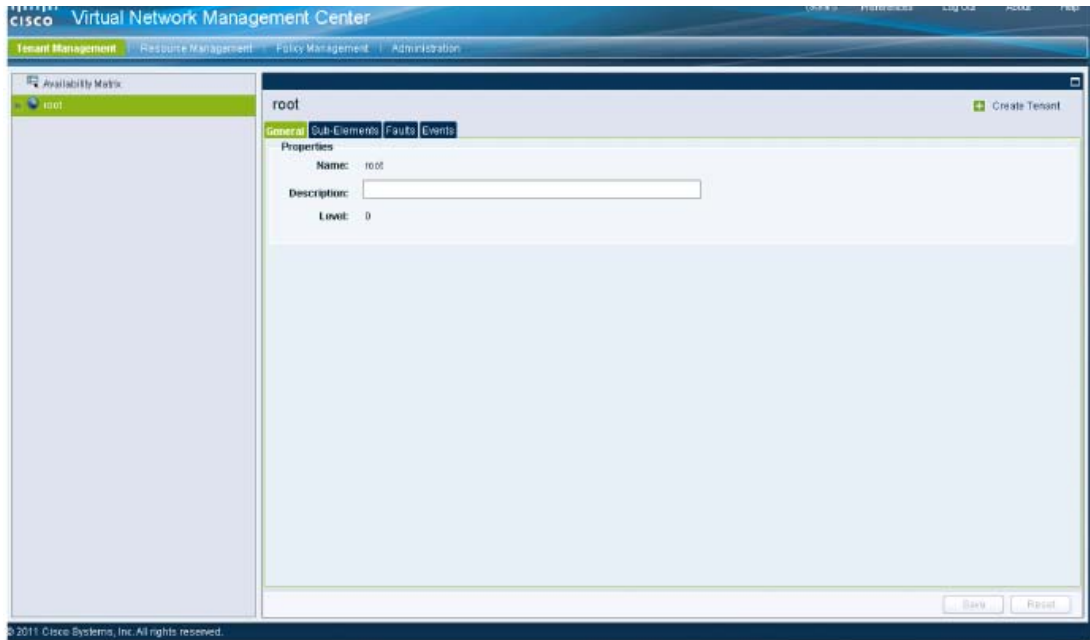 CISCO Virtual Network Management Center
Preferences Log Out About Help
Tenant Management | Resource Management | Policy Management | Administration
Availability Matrix
root
root
Create Tenant
General Sub-Elements Faults Events
Properties
Name: root
Description:
Level: 0
Save Reset
© 2011 Cisco Systems, Inc. All rights reserved.